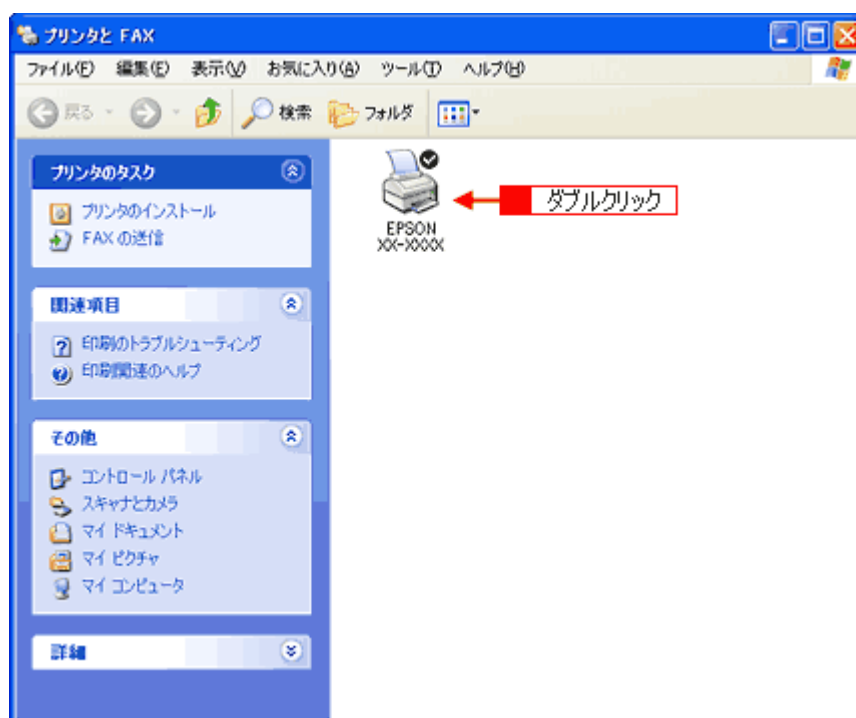 プリンタと FAX
ファイル(F) 編集(E) 表示(V) お気に入り(A) ツール(T) ヘルプ(H)
戻る 検索 フォルダ
プリンタのタスク
プリンタのインストール
FAX の送信
関連項目
印刷のトラブルシューティング
印刷関連のヘルプ
その他
コントロール パネル
スキャナとカメラ
マイ ドキュメント
マイ ピクチャ
マイ コンピュータ
詳細
EPSON
XX-XXXX
ダブルクリック